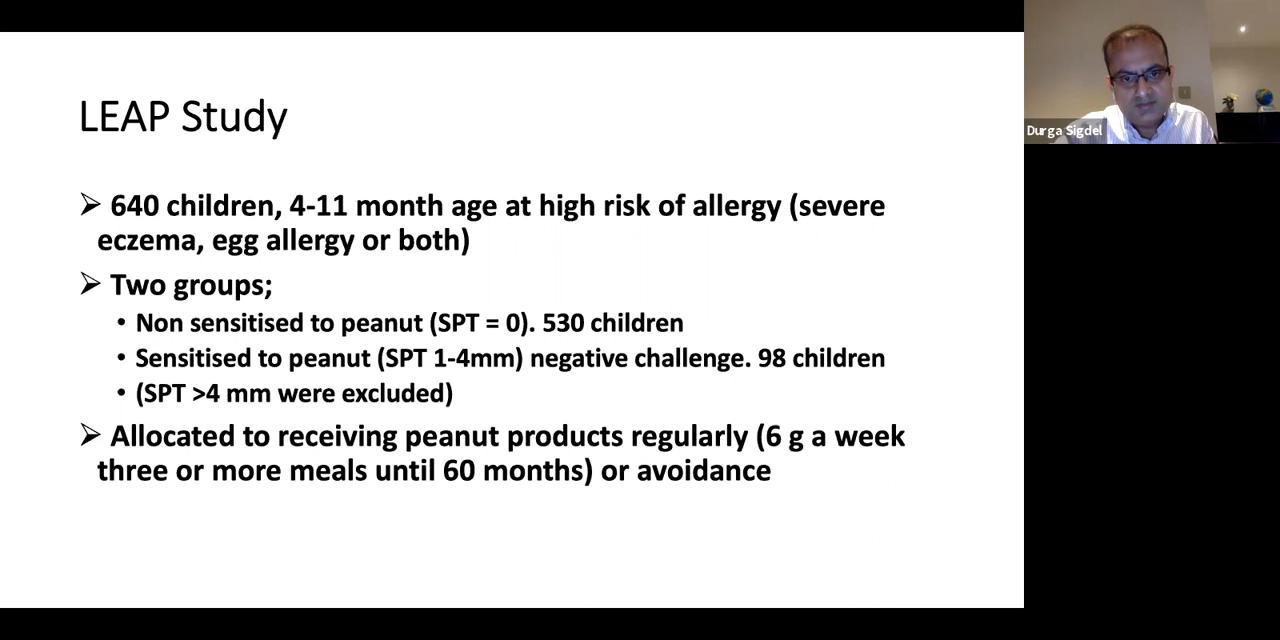 LEAP Study
➢ 640 children, 4-11 month age at high risk of allergy (severe
eczema, egg allergy or both)
➢ Two groups;
• Non sensitised to peanut (SPT = 0). 530 children
• Sensitised to peanut (SPT 1-4mm) negative challenge. 98 children
• (SPT >4 mm were excluded)
➢ Allocated to receiving peanut products regularly (6 g a week
three or more meals until 60 months) or avoidance
Durga Sigdel